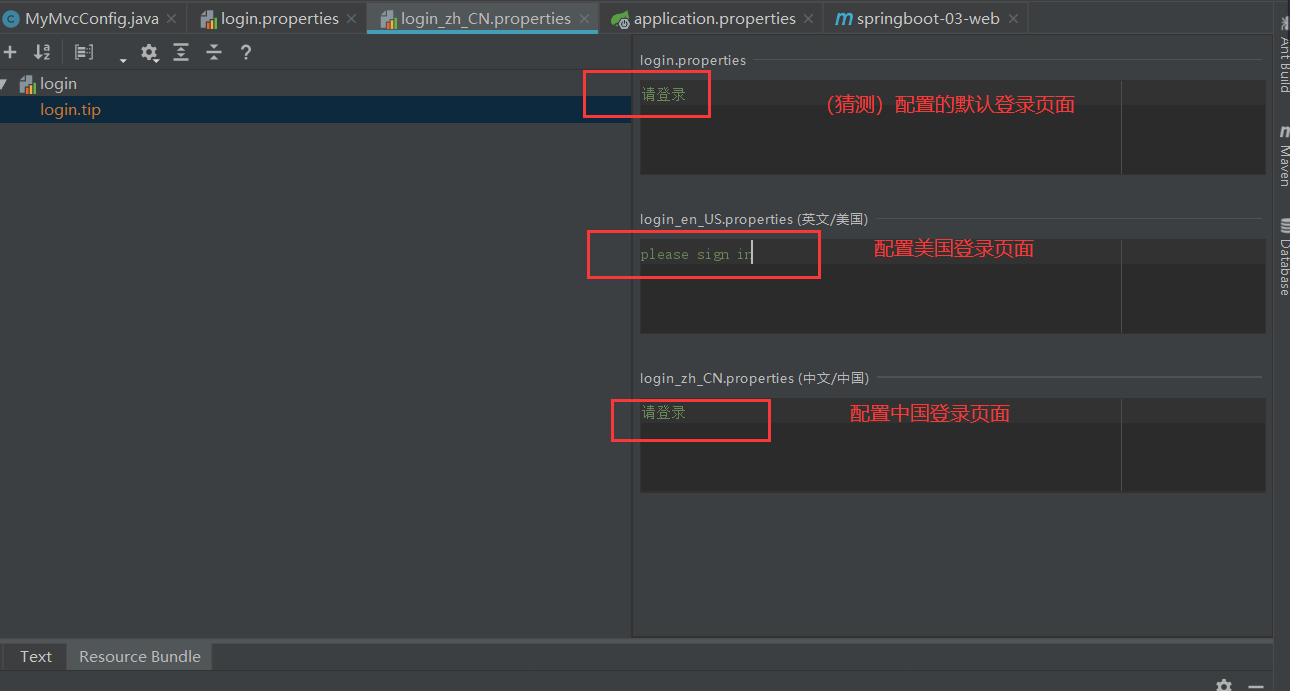 MyMvcConfig.java
login.properties
login_zh_CN.properties
application.properties
springboot-03-web
login
login.tip
login.properties
请登录
（猜测）配置的默认登录页面
login_en_US.properties (英文/美国)
please sign in
配置美国登录页面
login_zh_CN.properties (中文/中国)
请登录
配置中国登录页面
Ant Build
Maven
Database
Text
Resource Bundle